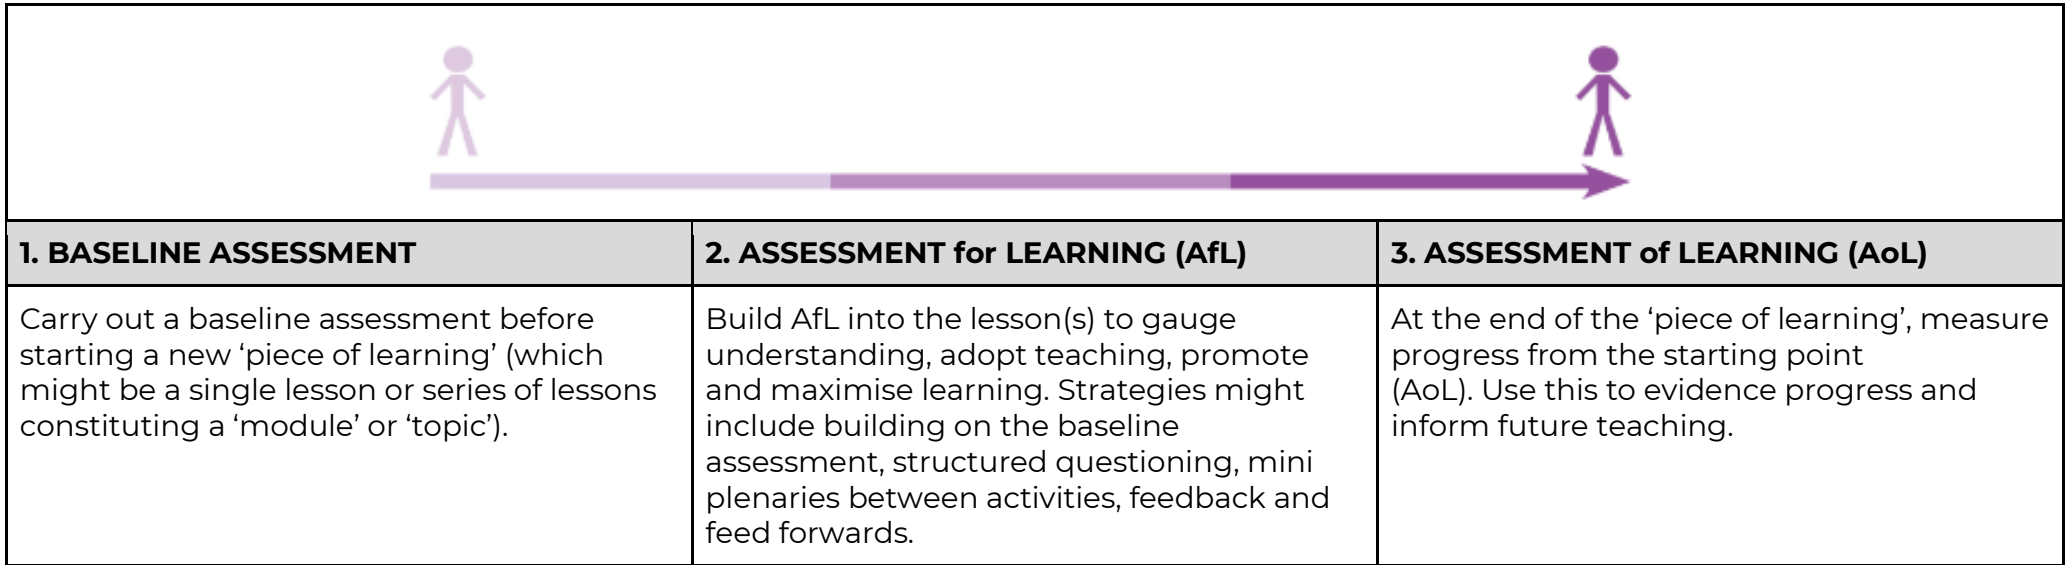 1. BASELINE ASSESSMENT
Carry out a baseline assessment before
starting a new ‘piece of learning’ (which
might be a single lesson or series of lessons
constituting a ‘module’ or ‘topic’).
2. ASSESSMENT for LEARNING (AfL)
Build AfL into the lesson(s) to gauge
understanding, adopt teaching, promote
and maximise learning. Strategies might
include building on the baseline
assessment, structured questioning, mini
plenaries between activities, feedback and
feed forwards.
3. ASSESSMENT of LEARNING (AoL)
At the end of the ‘piece of learning’, measure
progress from the starting point
(AoL). Use this to evidence progress and
inform future teaching.